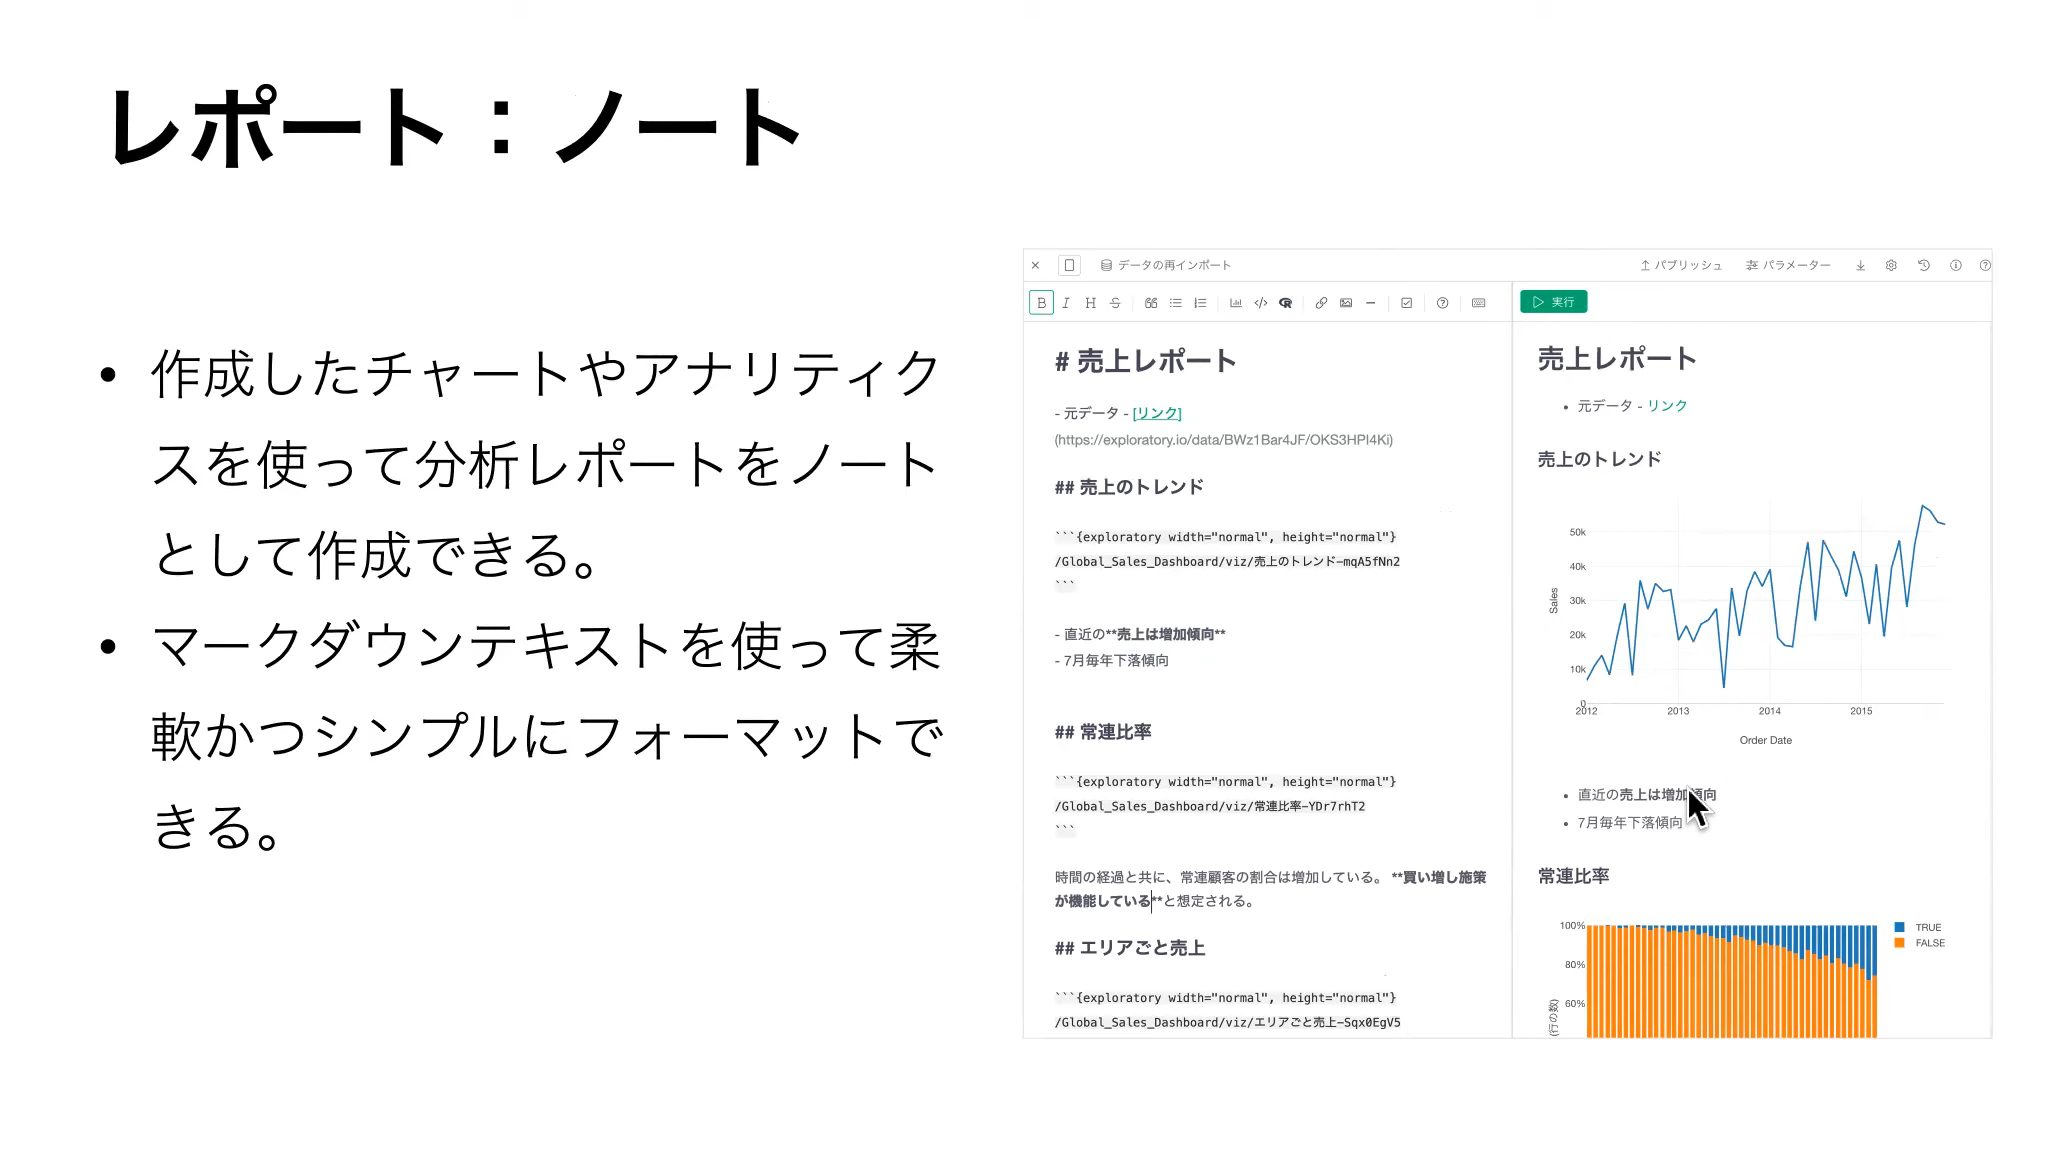 レポート：ノート
• 作成したチャートやアナリティク
スを使って分析レポートをノート
として作成できる。
• マークダウンテキストを使って柔
軟かつシンプルにフォーマットで
きる。
データの再インポート
パブリッシュ
パラメーター
B I H S
実行
# 売上レポート
- 元データ - [リンク]
(https://exploratory.io/data/BWz1Bar4JF/OKS3HPI4Ki)
## 売上のトレンド
```{exploratory width="normal", height="normal"}
/Global_Sales_Dashboard/viz/売上のトレンド-mqA5fNn2
```
- 直近の**売上は増加傾向**
- 7月毎年下落傾向
## 常連比率
```{exploratory width="normal", height="normal"}
/Global_Sales_Dashboard/viz/常連比率-YDr7rhT2
```
時間の経過と共に、常連顧客の割合は増加している。 **買い増し施策
が機能している**と想定される。
## エリアごと売上
```{exploratory width="normal", height="normal"}
/Global_Sales_Dashboard/viz/エリアごと売上-Sqx0EgV5
売上レポート
• 元データ - リンク
売上のトレンド
50k
40k
30k
20k
10k
0
Sales
2012 2013 2014 2015
Order Date
• 直近の売上は増加傾向
• 7月毎年下落傾向
常連比率
100%
80%
60%
(行の数)
TRUE
FALSE